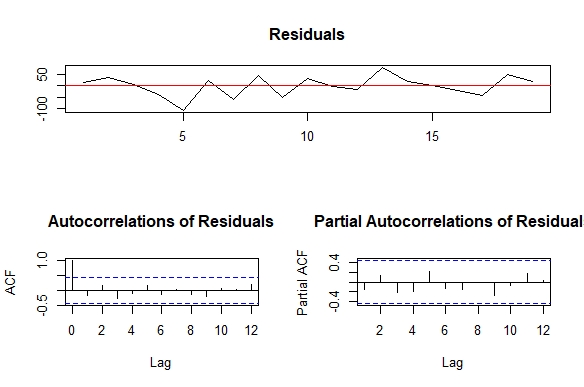 Residuals
50
-100
5 10 15
Autocorrelations of Residuals
ACF
1.0
-0.5
0 2 4 6 8 10 12
Lag
Partial Autocorrelations of Residuals
Partial ACF
0.4
-0.4
2 4 6 8 10 12
Lag